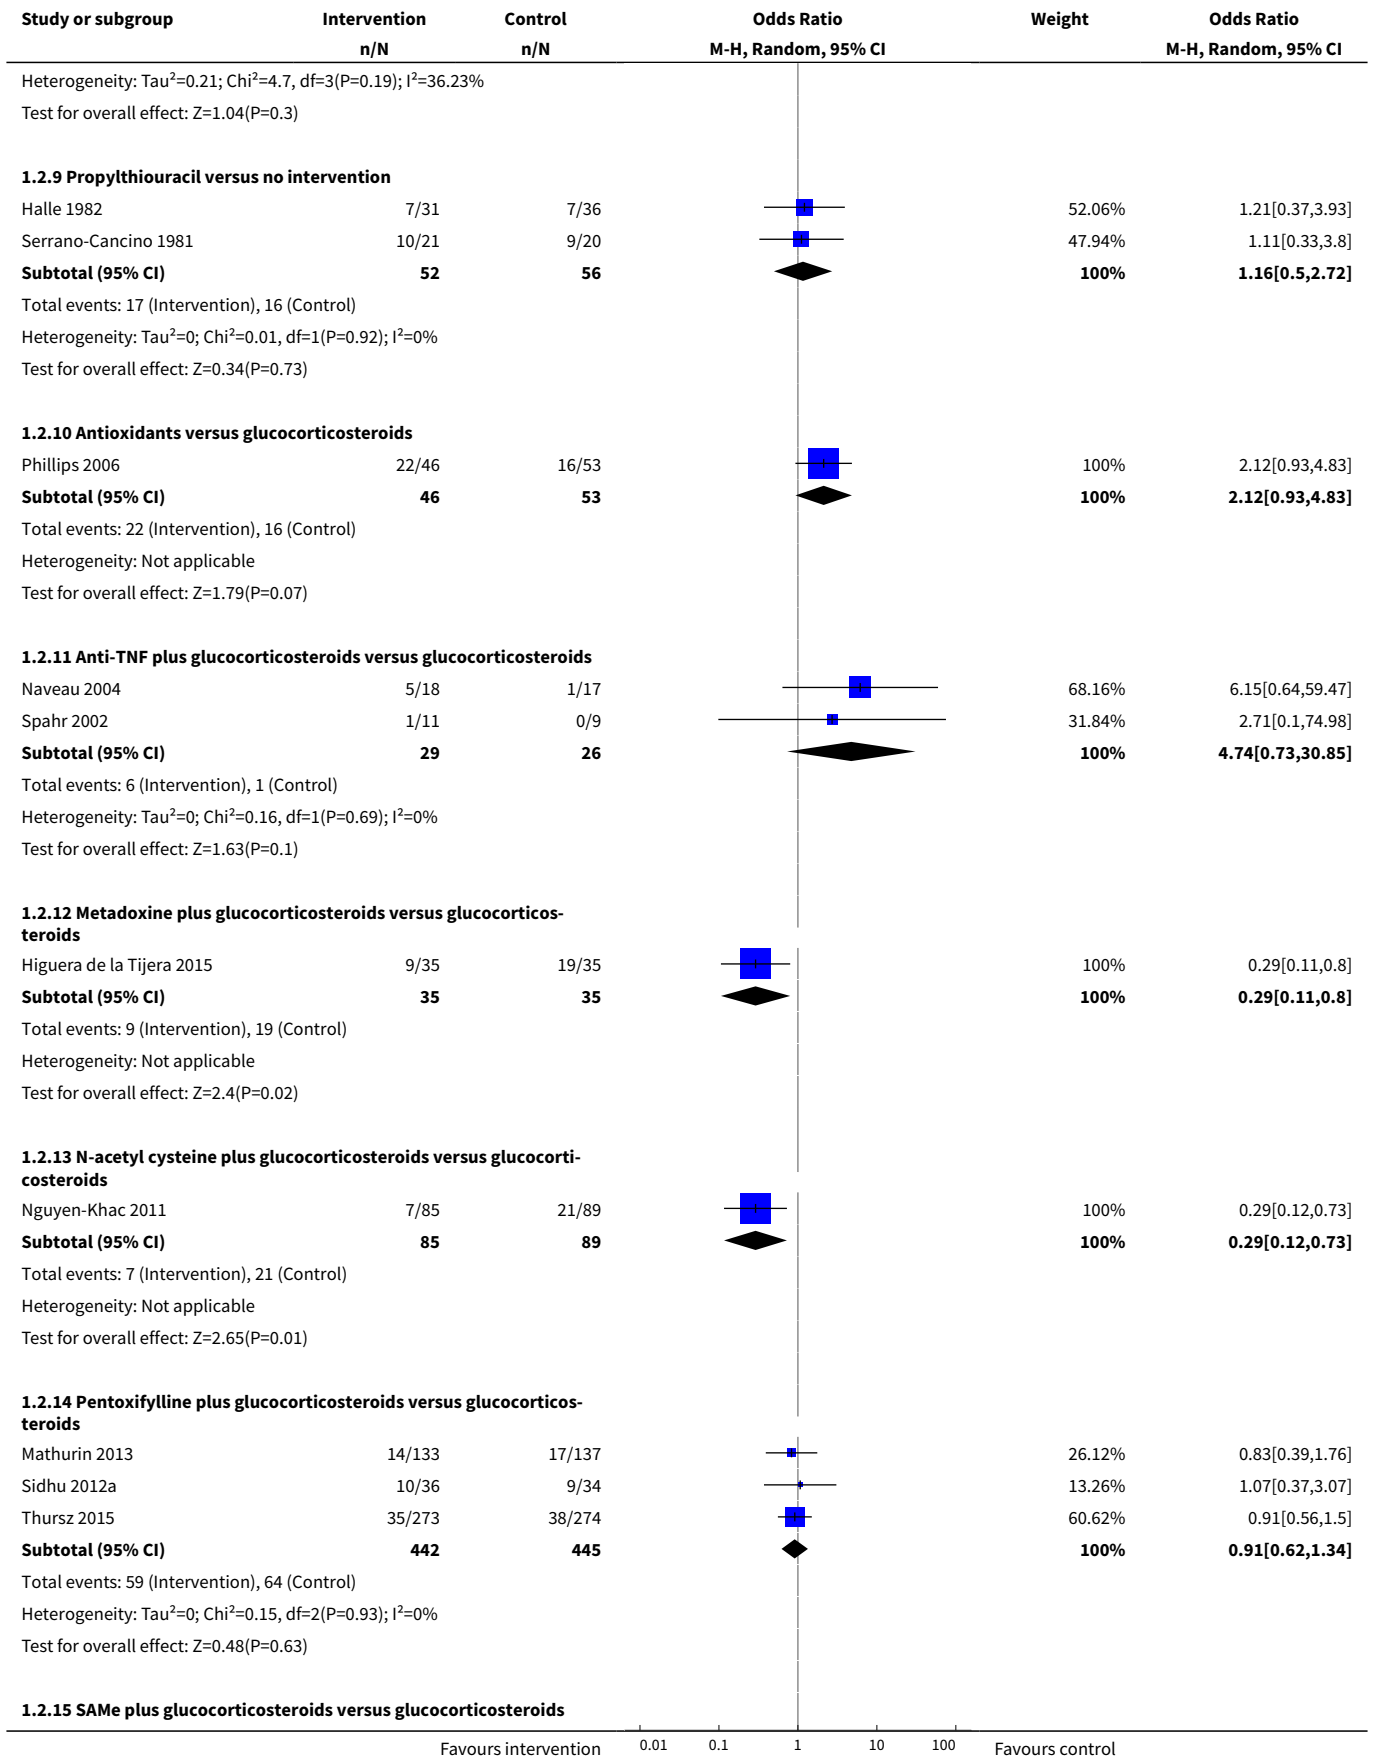 Study or subgroup Intervention Control Odds Ratio Weight Odds Ratio
n/N n/N M-H, Random, 95% CI M-H, Random, 95% CI
Heterogeneity: Tau²=0.21; Chi²=4.7, df=3(P=0.19); I²=36.23%
Test for overall effect: Z=1.04(P=0.3)
1.2.9 Propylthiouracil versus no intervention
Halle 1982 7/31 7/36 52.06% 1.21[0.37,3.93]
Serrano-Cancino 1981 10/21 9/20 47.94% 1.11[0.33,3.8]
Subtotal (95% CI) 52 56 100% 1.16[0.5,2.72]
Total events: 17 (Intervention), 16 (Control)
Heterogeneity: Tau²=0; Chi²=0.01, df=1(P=0.92); I²=0%
Test for overall effect: Z=0.34(P=0.73)
1.2.10 Antioxidants versus glucocorticosteroids
Phillips 2006 22/46 16/53 100% 2.12[0.93,4.83]
Subtotal (95% CI) 46 53 100% 2.12[0.93,4.83]
Total events: 22 (Intervention), 16 (Control)
Heterogeneity: Not applicable
Test for overall effect: Z=1.79(P=0.07)
1.2.11 Anti-TNF plus glucocorticosteroids versus glucocorticosteroids
Naveau 2004 5/18 1/17 68.16% 6.15[0.64,59.47]
Spahr 2002 1/11 0/9 31.84% 2.71[0.1,74.98]
Subtotal (95% CI) 29 26 100% 4.74[0.73,30.85]
Total events: 6 (Intervention), 1 (Control)
Heterogeneity: Tau²=0; Chi²=0.16, df=1(P=0.69); I²=0%
Test for overall effect: Z=1.63(P=0.1)
1.2.12 Metadoxine plus glucocorticosteroids versus glucocorticos-
teroids
Higuera de la Tijera 2015 9/35 19/35 100% 0.29[0.11,0.8]
Subtotal (95% CI) 35 35 100% 0.29[0.11,0.8]
Total events: 9 (Intervention), 19 (Control)
Heterogeneity: Not applicable
Test for overall effect: Z=2.4(P=0.02)
1.2.13 N-acetyl cysteine plus glucocorticosteroids versus glucocorti-
costeroids
Nguyen-Khac 2011 7/85 21/89 100% 0.29[0.12,0.73]
Subtotal (95% CI) 85 89 100% 0.29[0.12,0.73]
Total events: 7 (Intervention), 21 (Control)
Heterogeneity: Not applicable
Test for overall effect: Z=2.65(P=0.01)
1.2.14 Pentoxifylline plus glucocorticosteroids versus glucocorticos-
teroids
Mathurin 2013 14/133 17/137 26.12% 0.83[0.39,1.76]
Sidhu 2012a 10/36 9/34 13.26% 1.07[0.37,3.07]
Thursz 2015 35/273 38/274 60.62% 0.91[0.56,1.5]
Subtotal (95% CI) 442 445 100% 0.91[0.62,1.34]
Total events: 59 (Intervention), 64 (Control)
Heterogeneity: Tau²=0; Chi²=0.15, df=2(P=0.93); I²=0%
Test for overall effect: Z=0.48(P=0.63)
1.2.15 SAMe plus glucocorticosteroids versus glucocorticosteroids
Favours intervention 0.01 0.1 1 10 100 Favours control